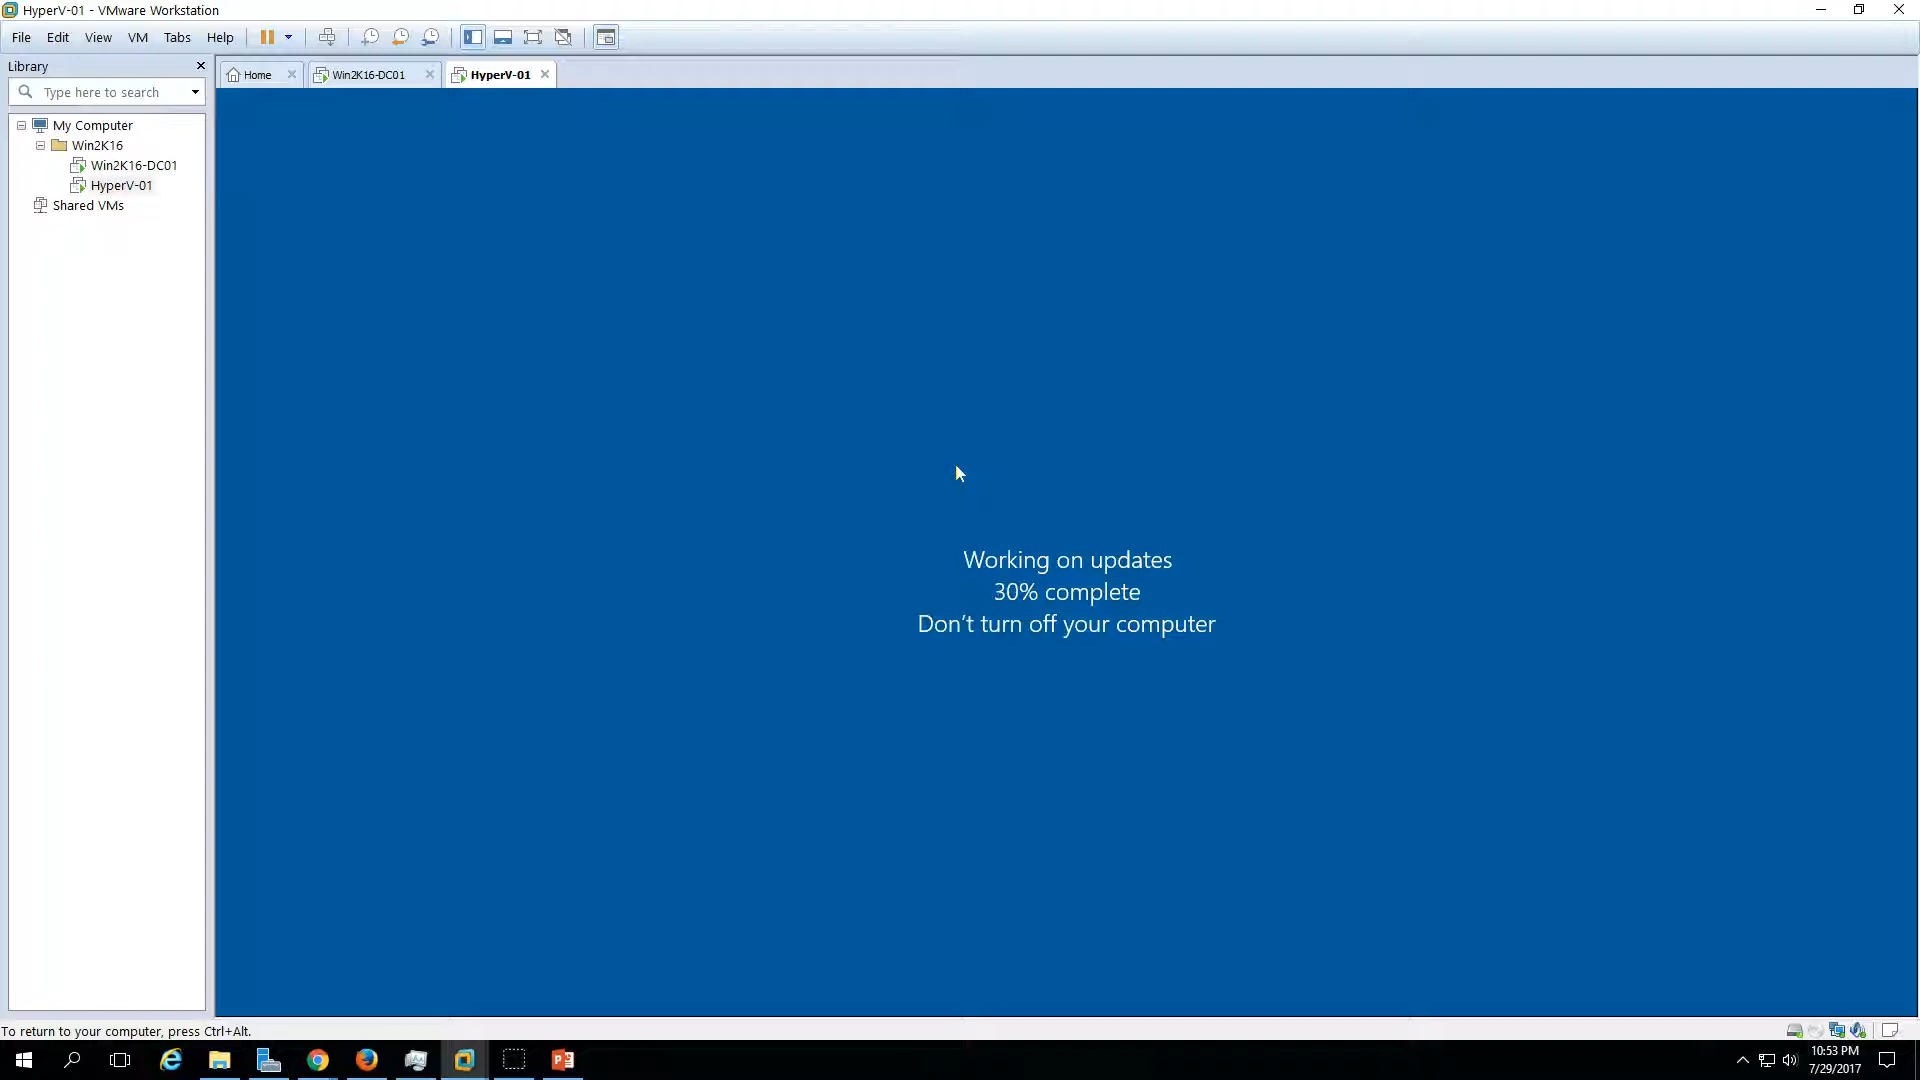 HyperV-01 - VMware Workstation
File Edit View VM Tabs Help
Library
Home Win2K16-DC01 HyperV-01
Type here to search
My Computer
Win2K16
Win2K16-DC01
HyperV-01
Shared VMs
Working on updates
30% complete
Don't turn off your computer
To return to your computer, press Ctrl+Alt.
10:53 PM
7/29/2017